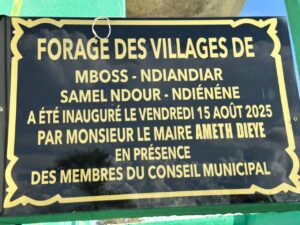 FORAGE DES VILLAGES DE
MBOSS - NDIANDIAR
SAMEL NDOUR - NDIÉNÉNE
A ÉTÉ INAUGURÉ LE VENDREDI 15 AOÛT 2025
PAR MONSIEUR LE MAIRE AMETH DIEYE
EN PRÉSENCE
DES MEMBRES DU CONSEIL MUNICIPAL